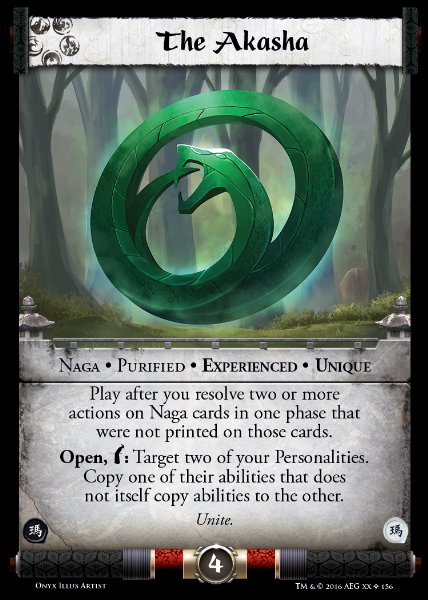 The Akasha
Naga • Purified • Experienced • Unique
Play after you resolve two or more
actions on Naga cards in one phase that
were not printed on those cards.
Open, : Target two of your Personalities.
Copy one of their abilities that does
not itself copy abilities to the other.
Unite.
瑪 瑪
4
Onyx Illus Artist TM & © 2016 AEG XX ❖ 156